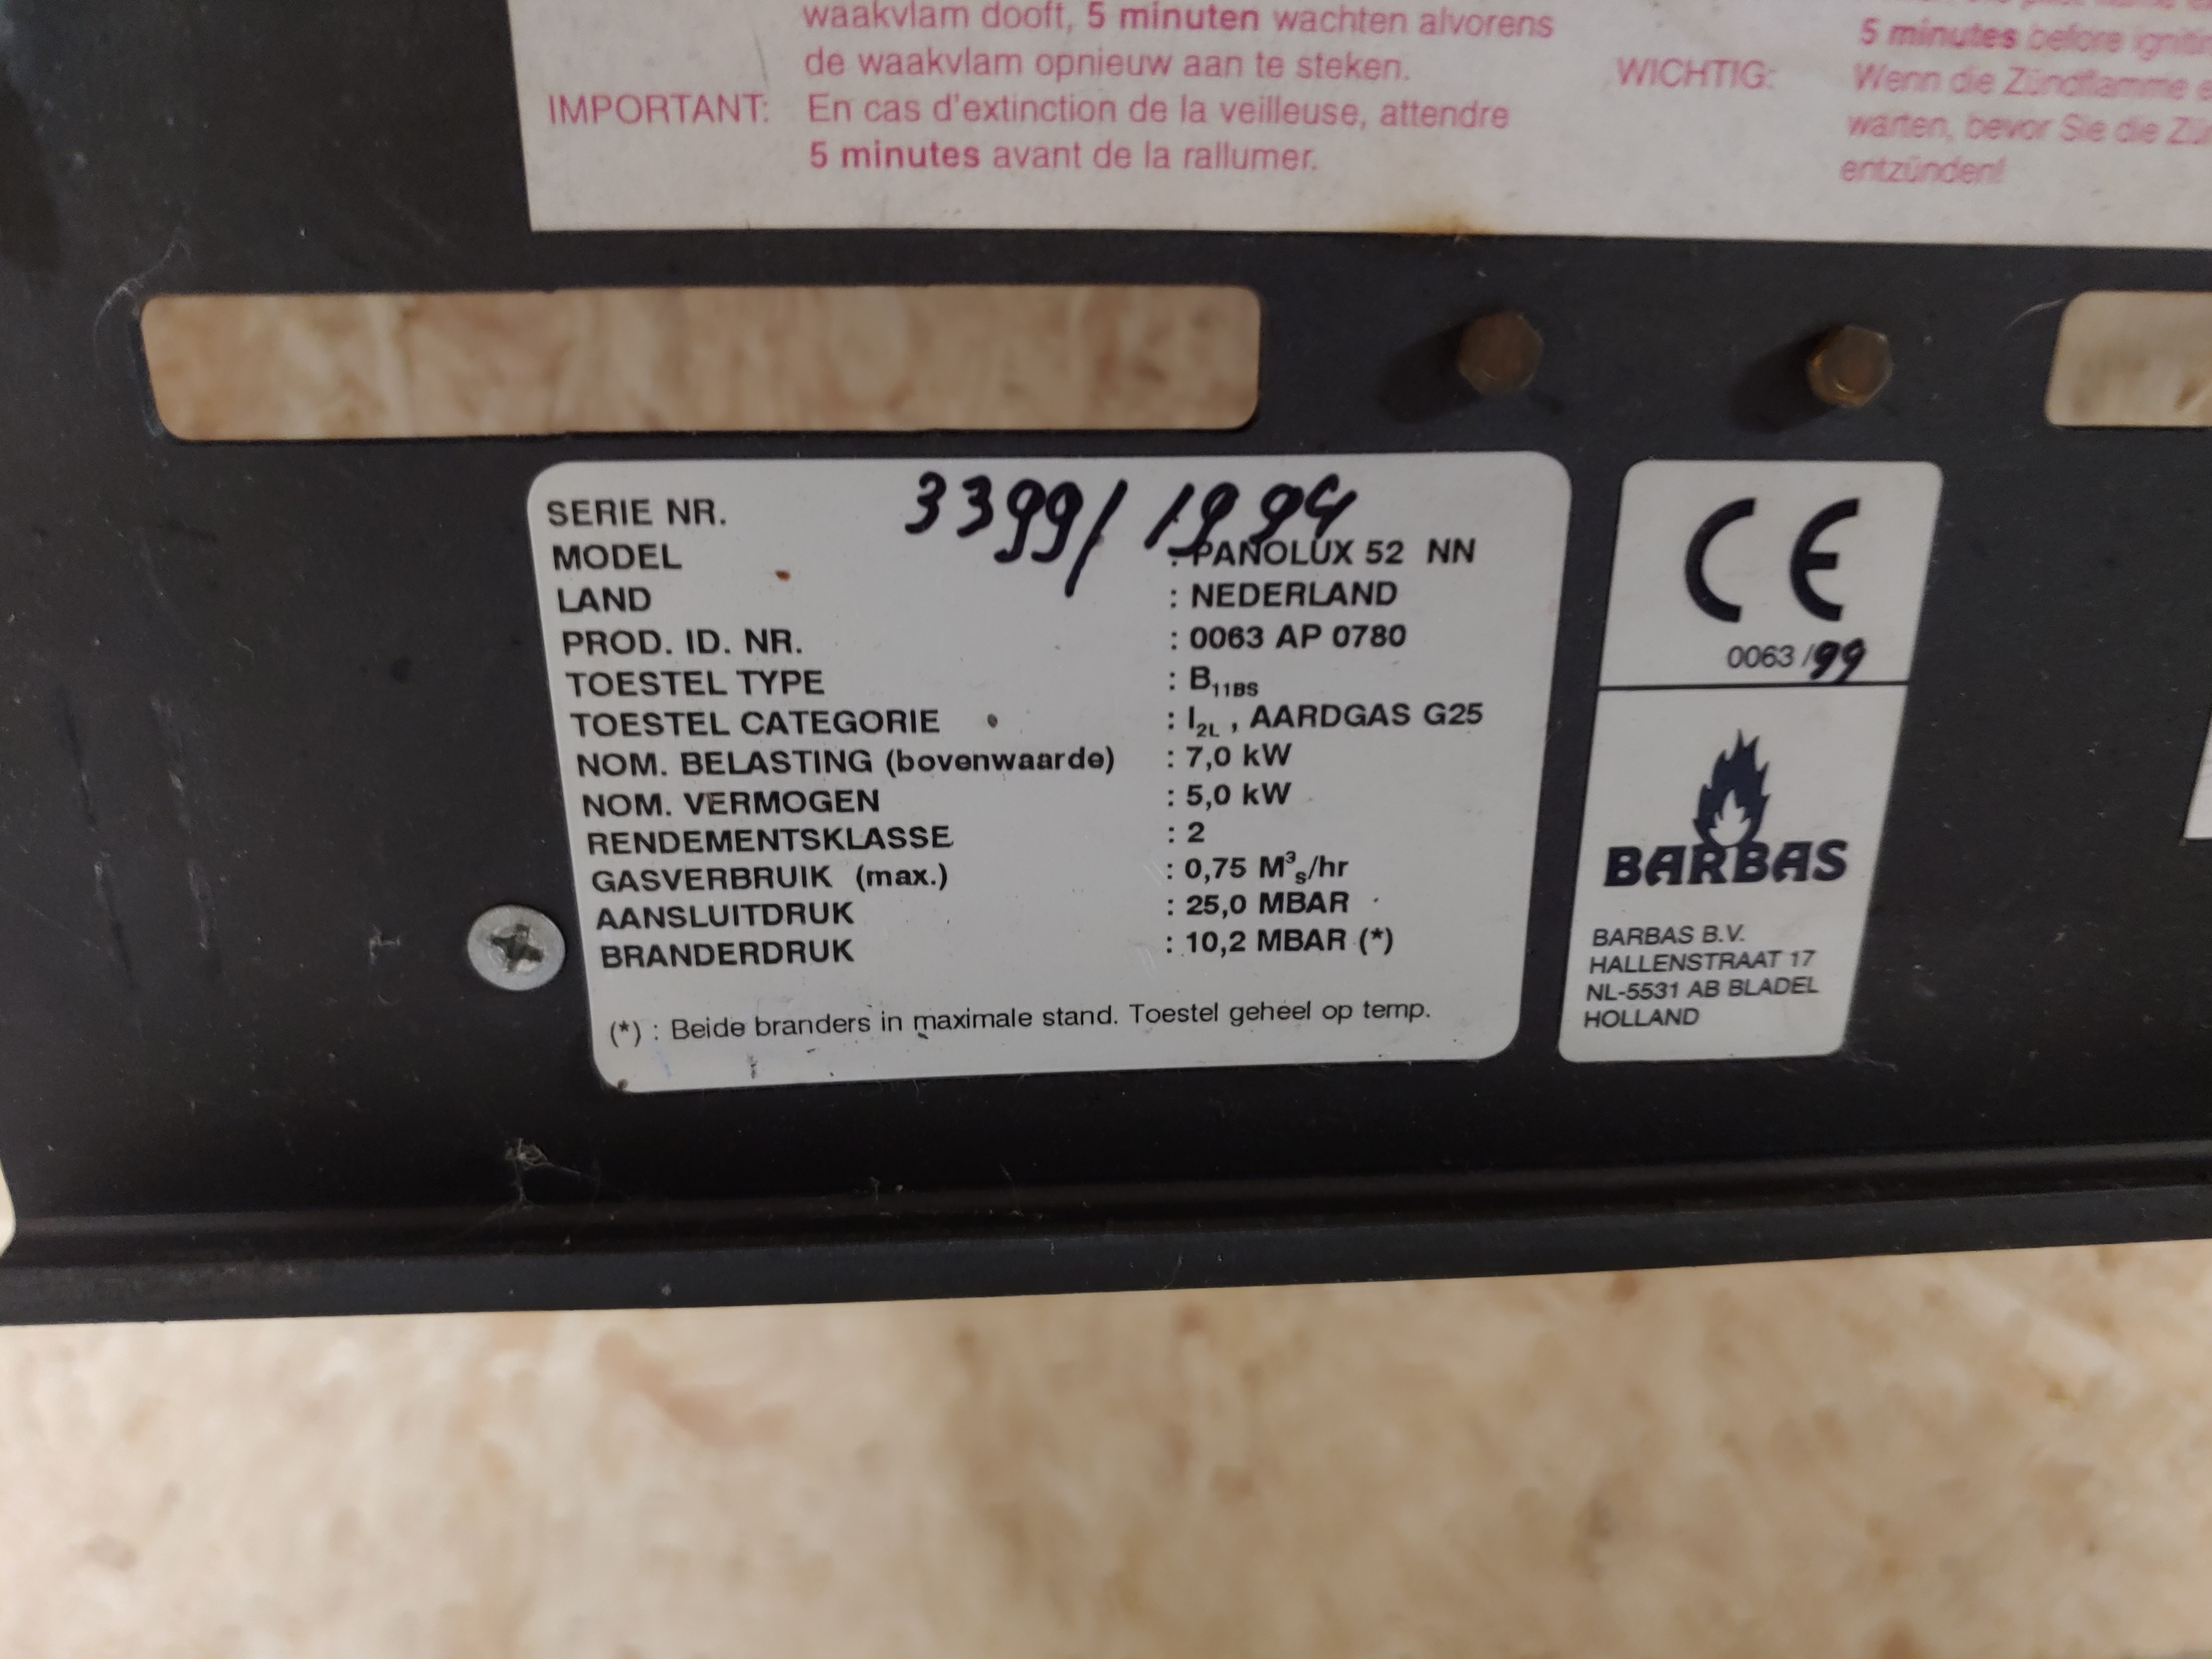 waakvlam dooft, 5 minuten wachten alvorens
de waakvlam opnieuw aan te steken.
IMPORTANT: En cas d'extinction de la veilleuse, attendre
5 minutes avant de la rallumer.
5 minutes before
WICHTIG: Wenn die Zündflamme
warten, bevor Sie die
entzünden!
SERIE NR. 3399/1994
MODEL : PANOLUX 52 NN
LAND : NEDERLAND
PROD. ID. NR. : 0063 AP 0780
TOESTEL TYPE : B11BS
TOESTEL CATEGORIE : I2L , AARDGAS G25
NOM. BELASTING (bovenwaarde) : 7,0 kW
NOM. VERMOGEN : 5,0 kW
RENDEMENTSKLASSE : 2
GASVERBRUIK (max.) : 0,75 M³s/hr
AANSLUITDRUK : 25,0 MBAR
BRANDERDRUK : 10,2 MBAR (*)
(*) : Beide branders in maximale stand. Toestel geheel op temp.
CE
0063 /99
BARBAS
BARBAS B.V.
HALLENSTRAAT 17
NL-5531 AB BLADEL
HOLLAND